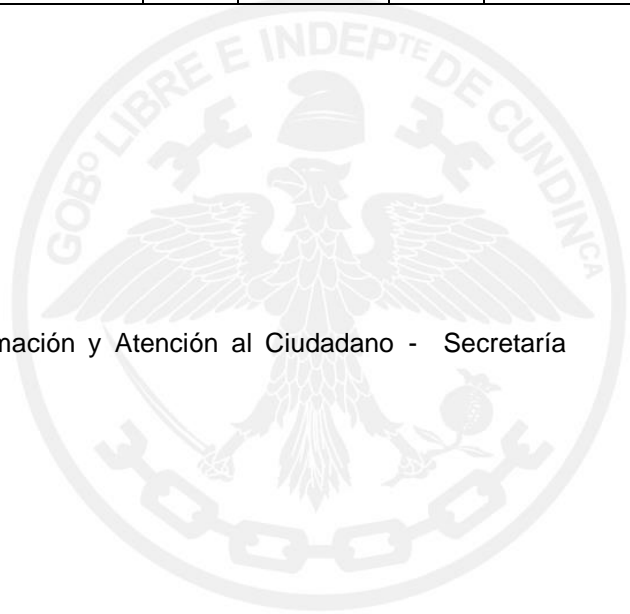 GOBº LIBRE E INDEPTE DE CUNDINCA
mación y Atención al Ciudadano - Secretaría